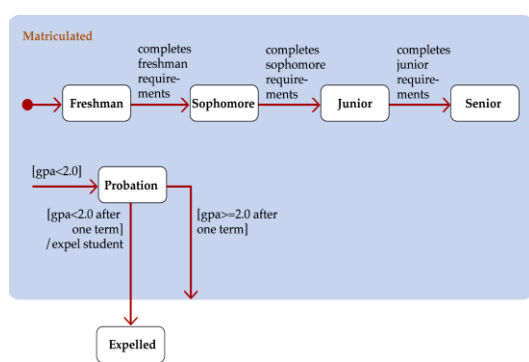 Matriculated
completes
freshman
require-
ments
completes
sophomore
require-
ments
completes
junior
require-
ments
Freshman
Sophomore
Junior
Senior
[gpa<2.0]
Probation
[gpa<2.0 after
one term]
/expel student
[gpa>=2.0 after
one term]
Expelled